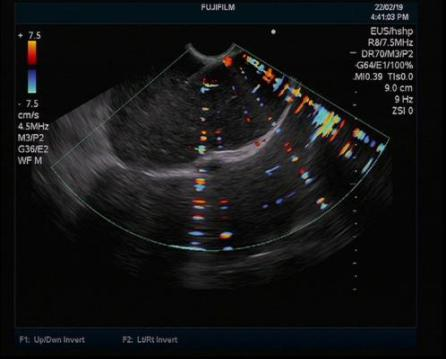 FUJIFILM
22/02/19
4:41:03 PM
+ 7.5
- 7.5
cm/s
4.5MHz
M3/P2
G36/E2
WF M
EUS/hshp
R8/7.5MHz
DR70/M3/P2
G64/E1/100%
MI0.39 TIs0.0
9.0 cm
9 Hz
ZSI 0
F1: Up/Dwn Invert
F2: Lt/Rt Invert